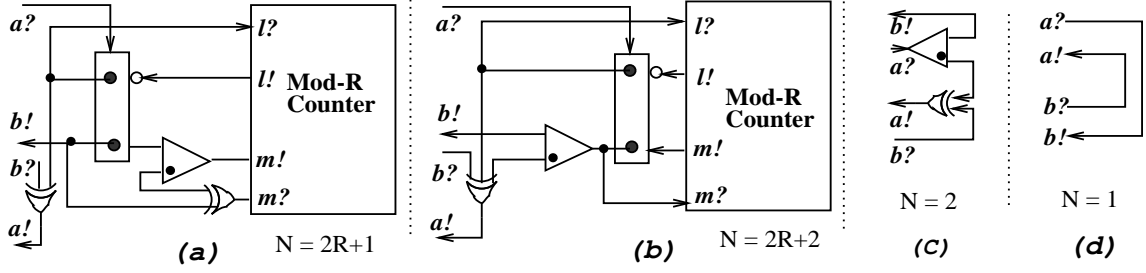 a?
l?
l!
Mod-R
Counter
b!
b?
m!
m?
a!
(a)
N = 2R+1
a?
l?
l!
Mod-R
Counter
b!
b?
m!
m?
a!
(b)
N = 2R+2
b!
a?
a!
b?
N = 2
(C)
a?
a!
b?
b!
N = 1
(d)